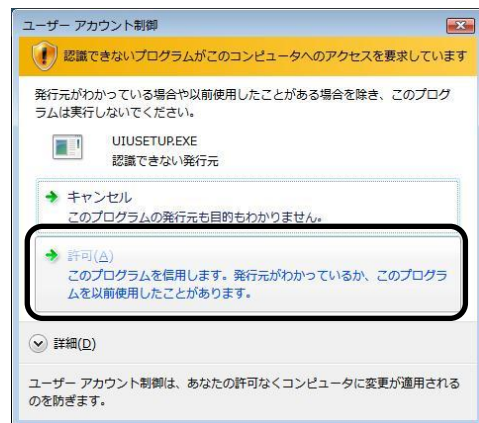 ユーザー アカウント制御
認識できないプログラムがこのコンピュータへのアクセスを要求しています
発行元がわかっている場合や以前使用したことがある場合を除き、このプログ
ラムは実行しないでください。
UIUSETUP.EXE
認識できない発行元
キャンセル
このプログラムの発行元も目的もわかりません。
許可(A)
このプログラムを信用します。発行元がわかっているか、このプログラ
ムを以前使用したことがあります。
詳細(D)
ユーザー アカウント制御は、あなたの許可なくコンピュータに変更が適用される
のを防ぎます。